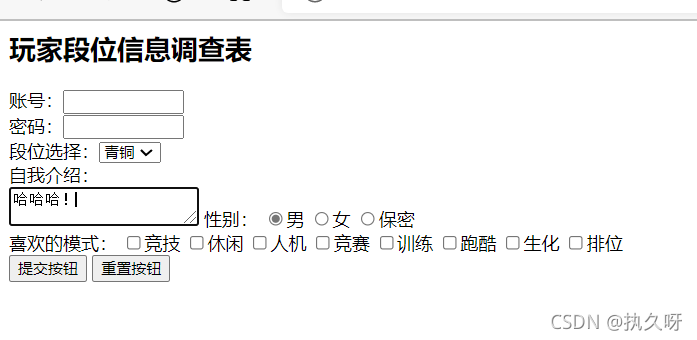 玩家段位信息调查表
账号：
密码：
段位选择： 青铜
自我介绍：
哈哈哈！ 性别： 男 女 保密
喜欢的模式： 竞技 休闲 人机 竞赛 训练 跑酷 生化 排位
提交按钮 重置按钮
CSDN @执久呀